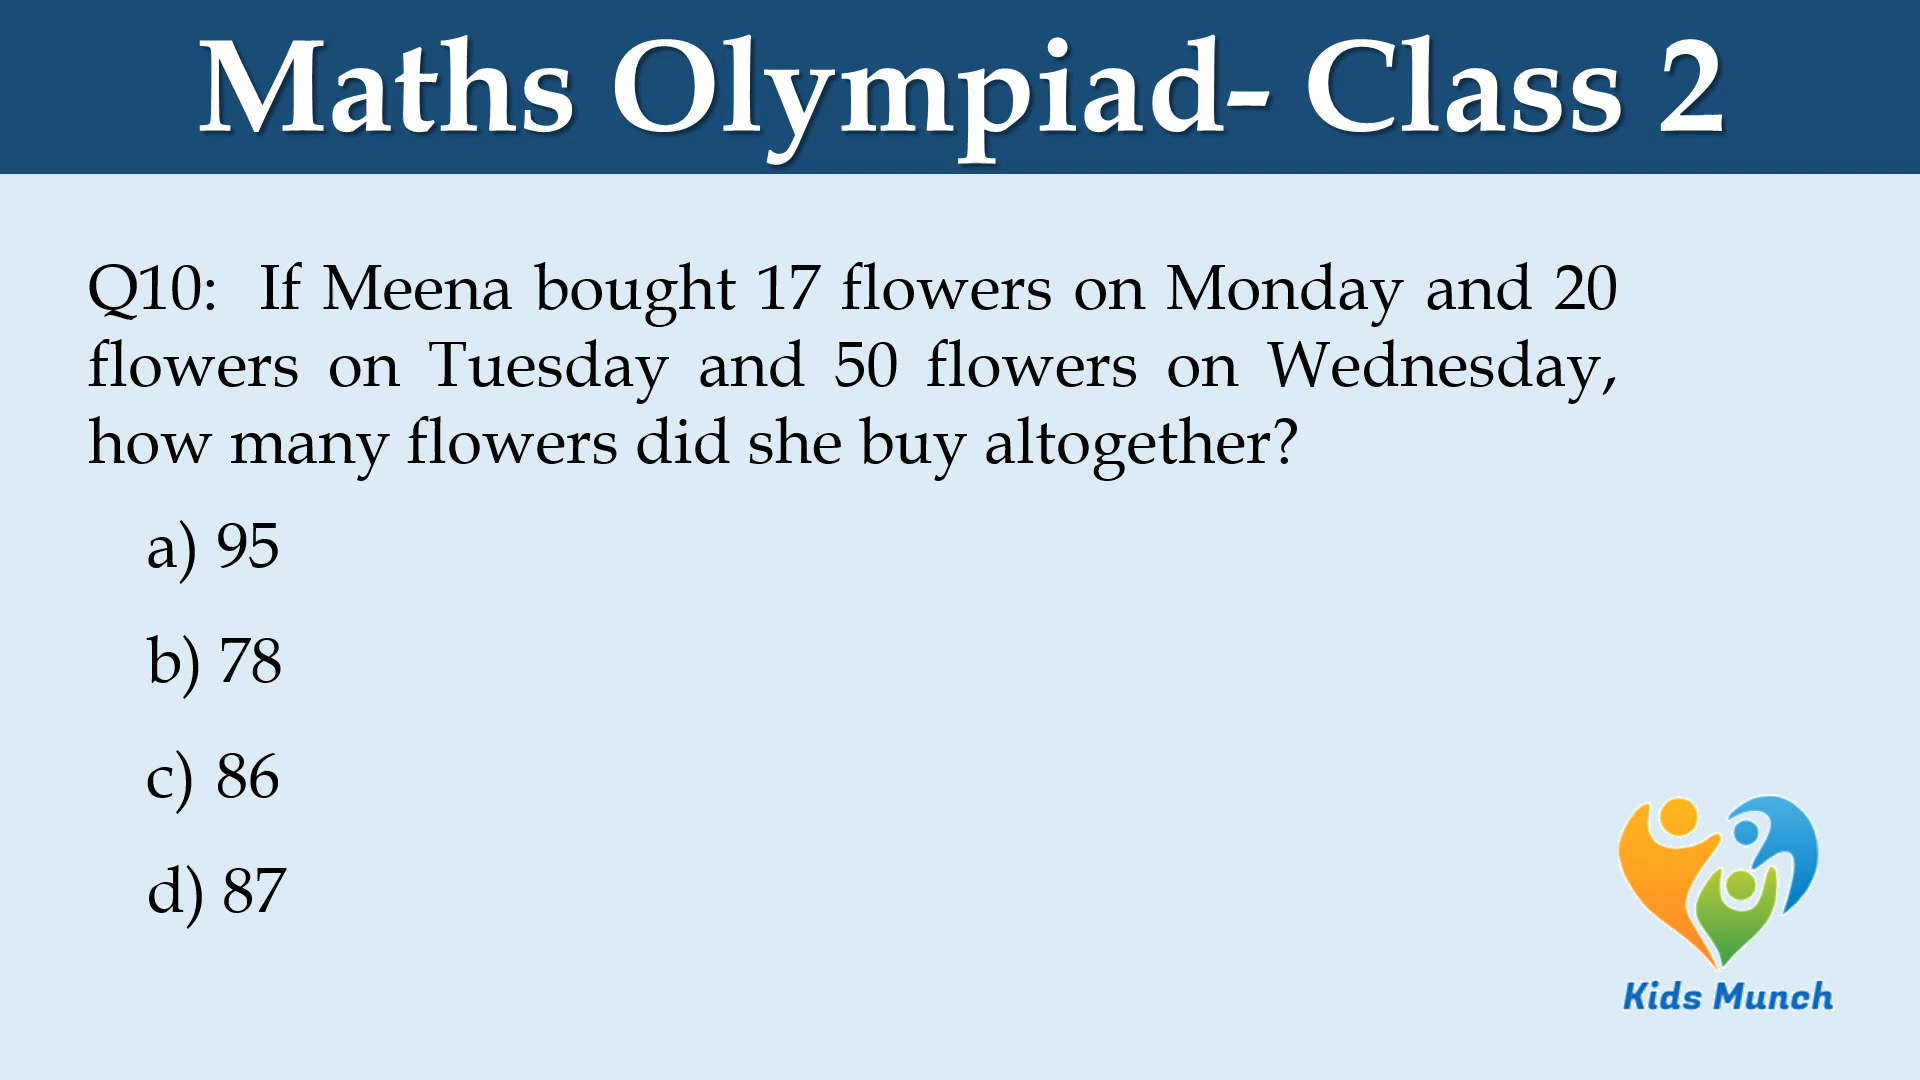 Maths Olympiad- Class 2
Q10: If Meena bought 17 flowers on Monday and 20
flowers on Tuesday and 50 flowers on Wednesday,
how many flowers did she buy altogether?
a) 95
b) 78
c) 86
d) 87
Kids Munch